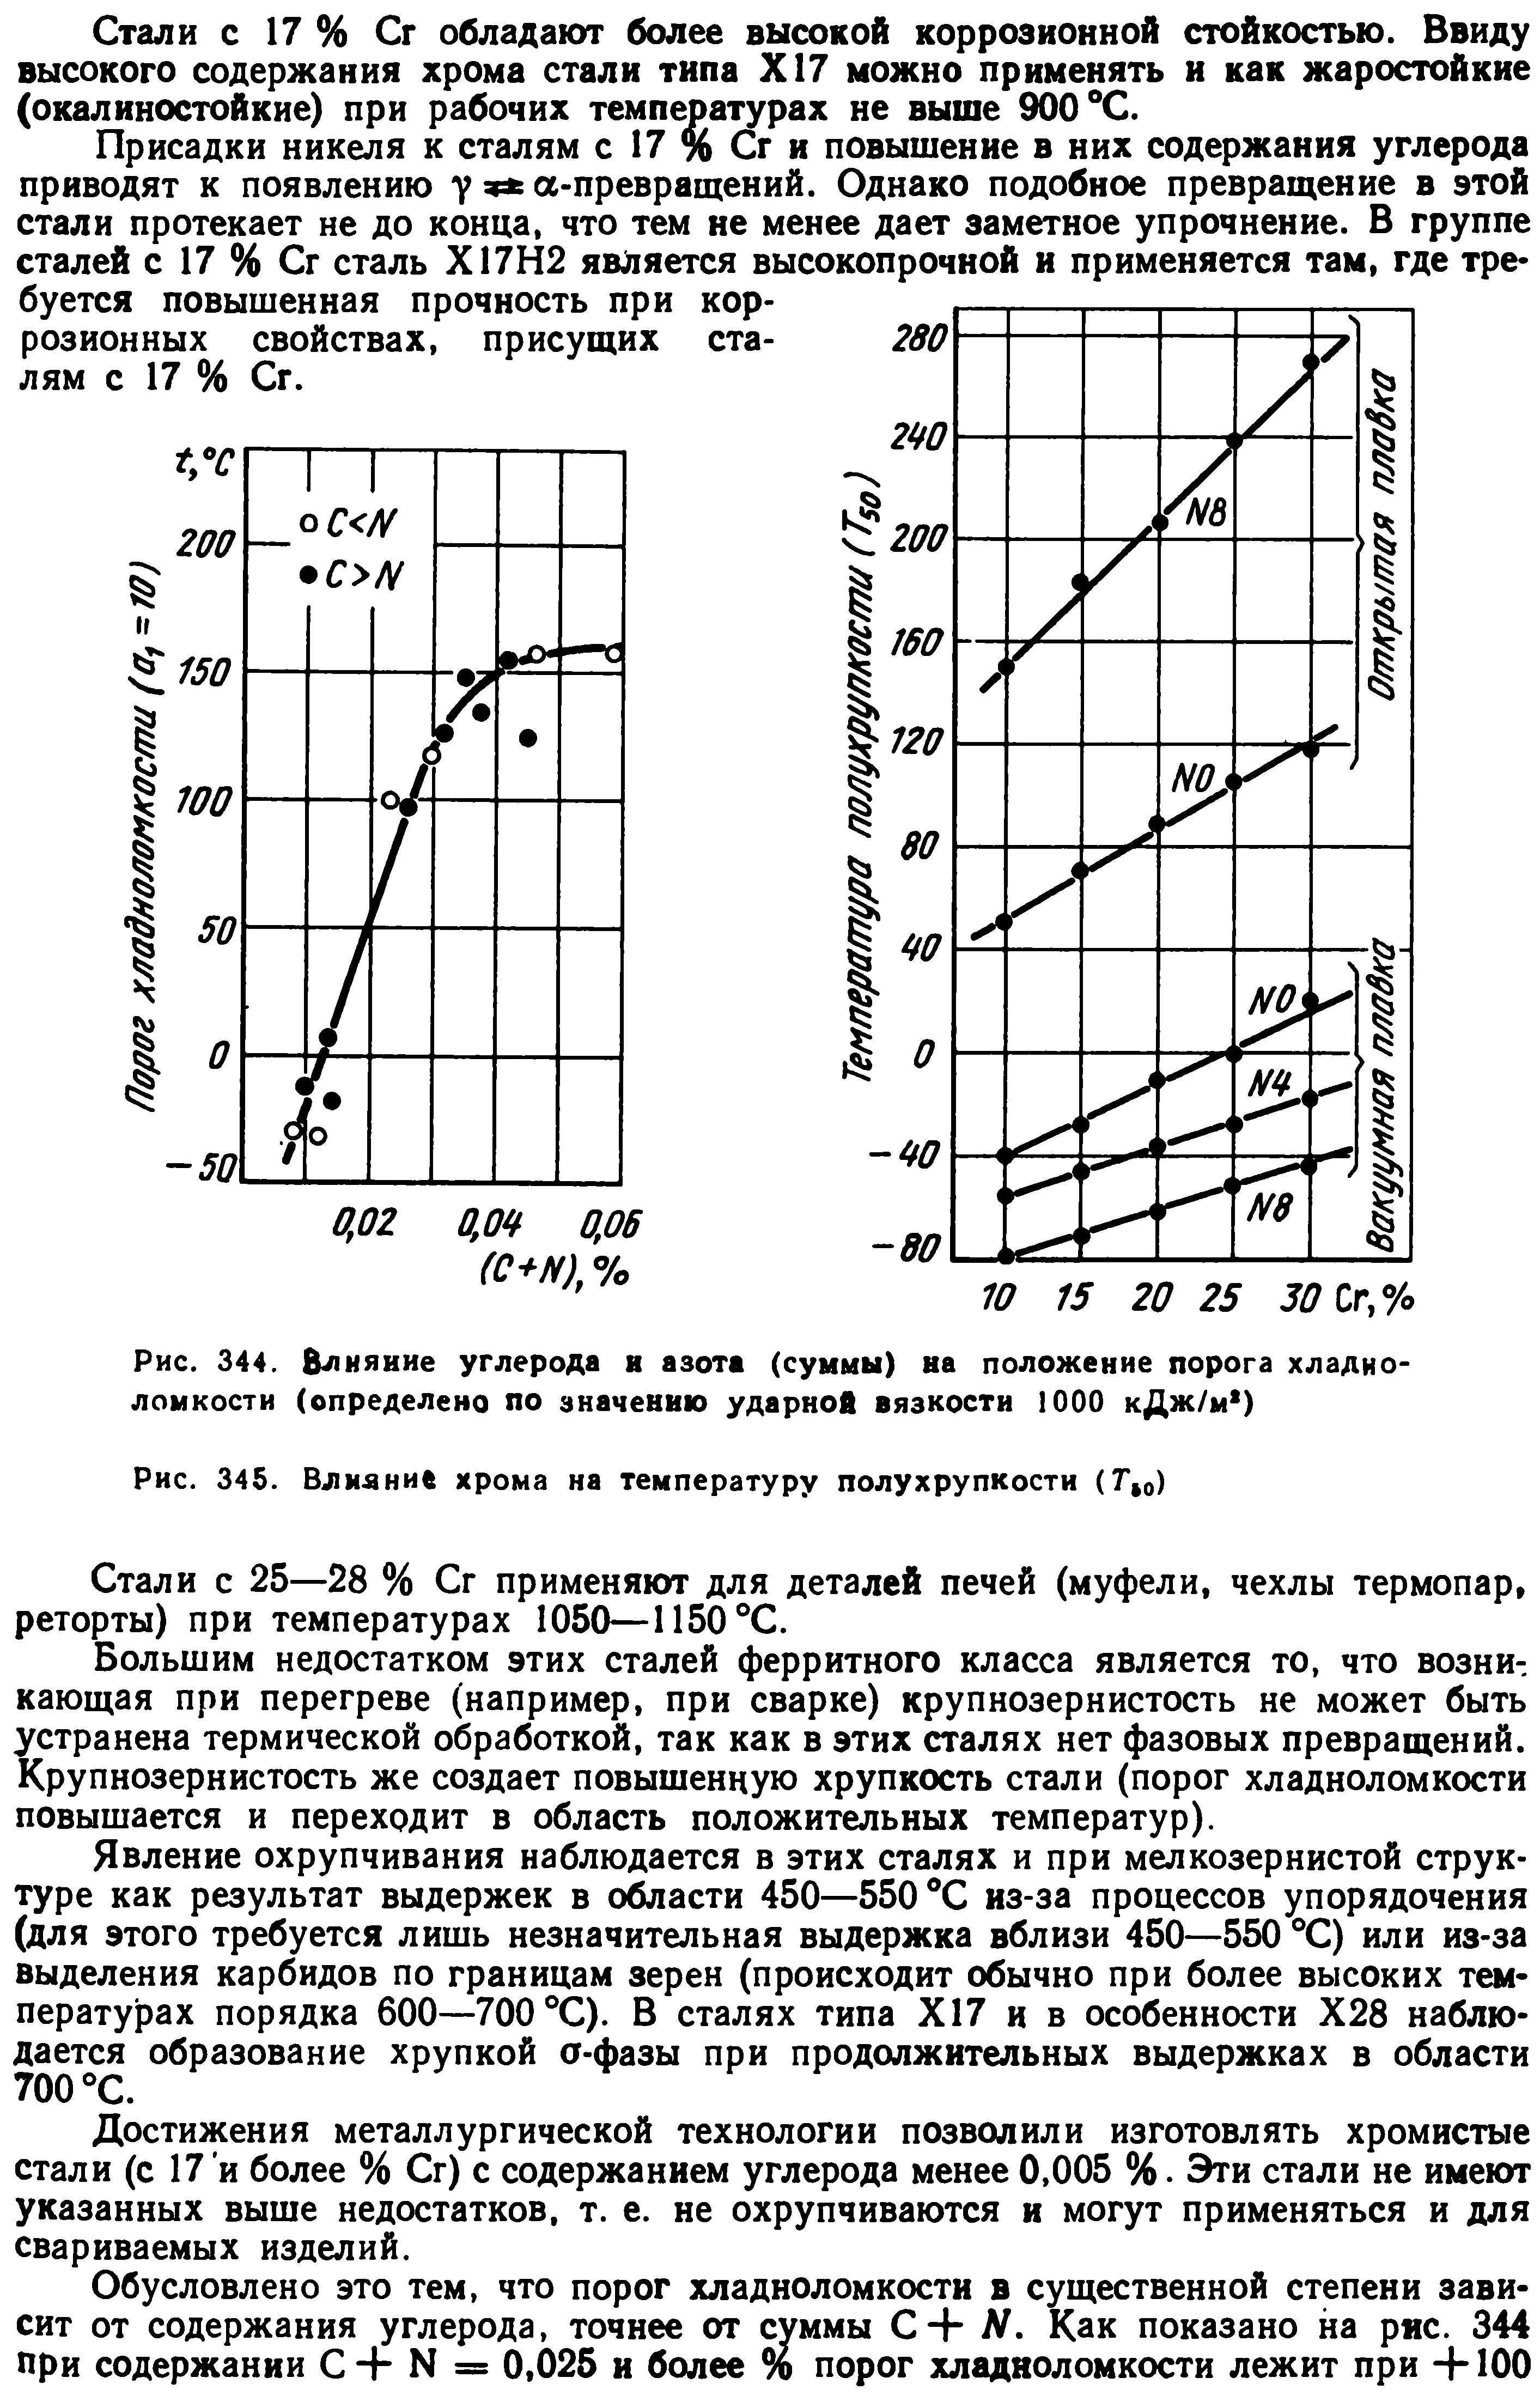 Стали с 17 % Cr обладают более высокой коррозионной стойкостью. Ввиду
высокого содержания хрома стали типа Х17 можно применять и как жаростойкие
(окалиностойкие) при рабочих температурах не выше 900 °С.
Присадки никеля к сталям с 17 % Cr и повышение в них содержания углерода
приводят к появлению γ ⇄ α-превращений. Однако подобное превращение в этой
стали протекает не до конца, что тем не менее дает заметное упрочнение. В группе
сталей с 17 % Cr сталь Х17Н2 является высокопрочной и применяется там, где тре-
буется повышенная прочность при кор-
розионных свойствах, присущих ста-
лям с 17 % Cr.
t,°C
200
150
100
50
0
−50
Порог хладноломкости (a₁ = 10)
C<N
C>N
0,02 0,04 0,06
(C+N),%
280
240
200
160
120
80
40
0
−40
−80
Температура полухрупкости (T₅₀)
N8
N0
N0
N4
N8
Открытая плавка
Вакуумная плавка
10 15 20 25 30 Cr,%
Рис. 344. Влияние углерода и азота (суммы) на положение порога хладно-
ломкости (определено по значению ударной вязкости 1000 кДж/м²)
Рис. 345. Влияние хрома на температуру полухрупкости (T₅₀)
Стали с 25—28 % Cr применяют для деталей печей (муфели, чехлы термопар,
реторты) при температурах 1050—1150 °С.
Большим недостатком этих сталей ферритного класса является то, что возни-
кающая при перегреве (например, при сварке) крупнозернистость не может быть
устранена термической обработкой, так как в этих сталях нет фазовых превращений.
Крупнозернистость же создает повышенную хрупкость стали (порог хладноломкости
повышается и переходит в область положительных температур).
Явление охрупчивания наблюдается в этих сталях и при мелкозернистой струк-
туре как результат выдержек в области 450—550 °С из-за процессов упорядочения
(для этого требуется лишь незначительная выдержка вблизи 450—550 °С) или из-за
выделения карбидов по границам зерен (происходит обычно при более высоких тем-
пературах порядка 600—700 °С). В сталях типа Х17 и в особенности Х28 наблю-
дается образование хрупкой σ-фазы при продолжительных выдержках в области
700 °С.
Достижения металлургической технологии позволили изготовлять хромистые
стали (с 17 и более % Cr) с содержанием углерода менее 0,005 %. Эти стали не имеют
указанных выше недостатков, т. е. не охрупчиваются и могут применяться и для
свариваемых изделий.
Обусловлено это тем, что порог хладноломкости в существенной степени зави-
сит от содержания углерода, точнее от суммы C + N. Как показано на рис. 344
при содержании C + N = 0,025 и более % порог хладноломкости лежит при +100